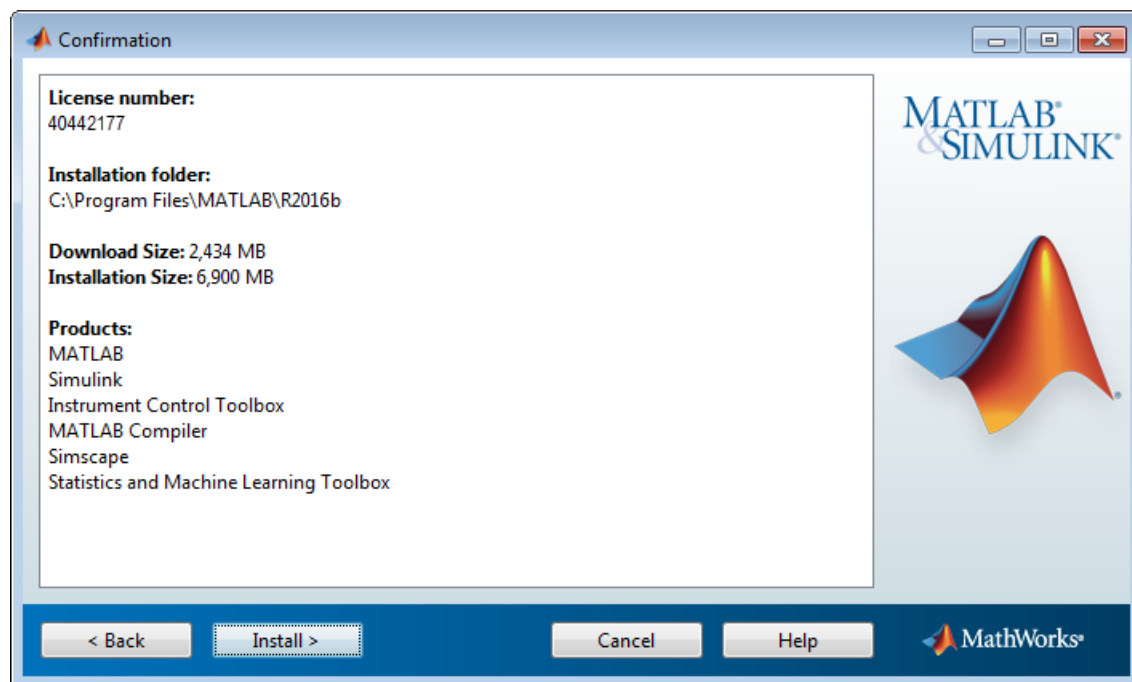 Confirmation
License number:
40442177
Installation folder:
C:\Program Files\MATLAB\R2016b
Download Size: 2,434 MB
Installation Size: 6,900 MB
Products:
MATLAB
Simulink
Instrument Control Toolbox
MATLAB Compiler
Simscape
Statistics and Machine Learning Toolbox
MATLAB®
&SIMULINK®
®
< Back
Install >
Cancel
Help
MathWorks®